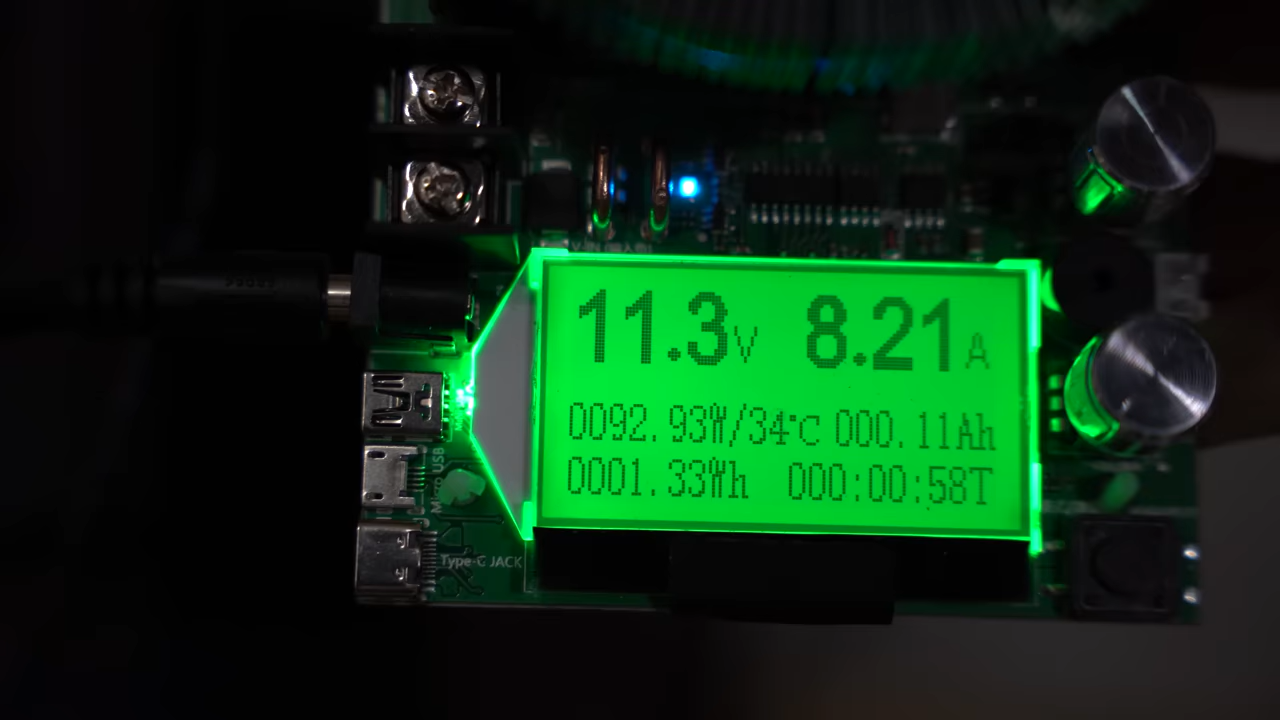 11.3V 8.21A
0092.93W/34°C 000.11Ah
0001.33Wh 000:00:58T
Micro USB
Type-C JACK